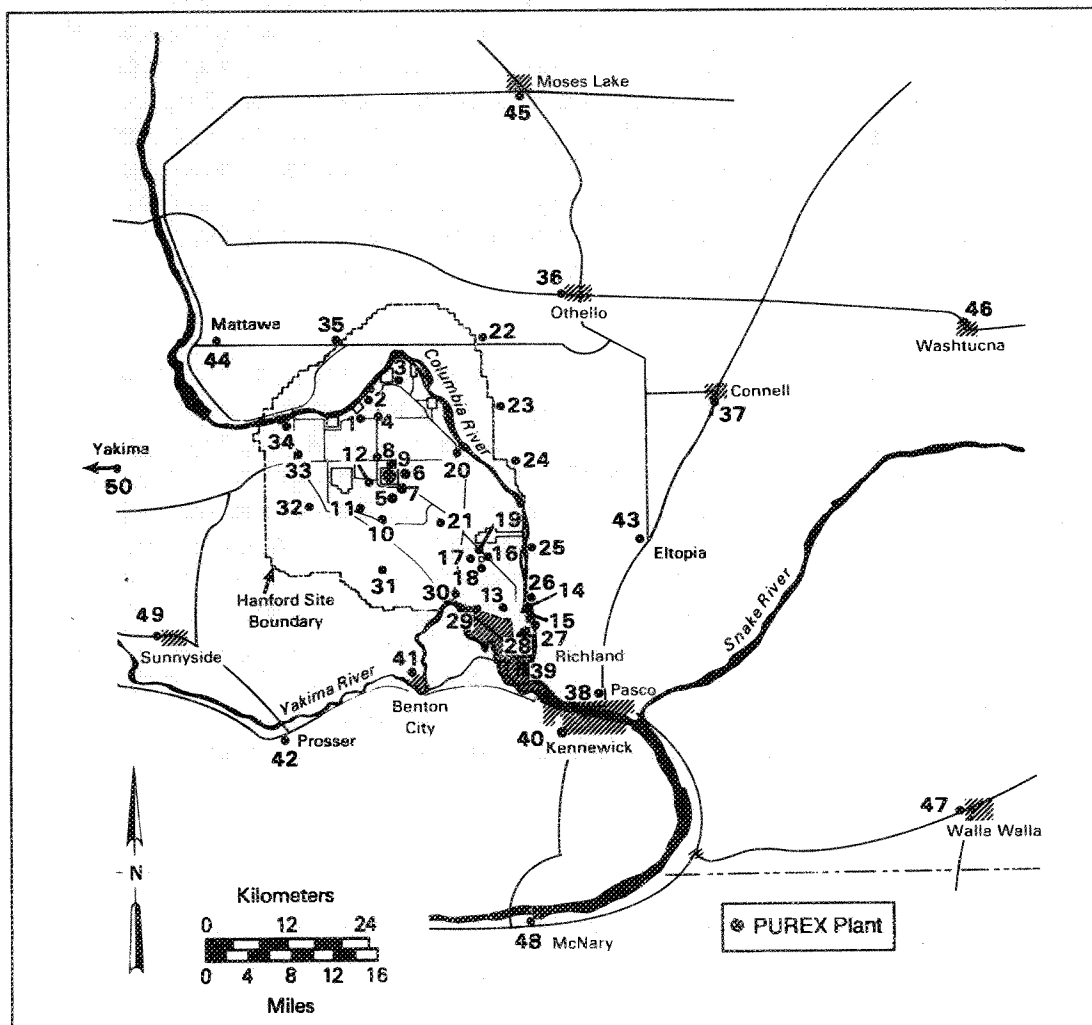 Moses Lake
45
36
Othello
46
Washtucna
Mattawa
44
35
22
Columbia River
3
2
1
4
23
Connell
37
Yakima
50
34
33
12
8
9
6
5
7
20
24
32
11
10
21
19
17
16
18
25
43
Eltopia
31
Hanford Site
Boundary
30
13
26
14
15
29
28
27
Richland
Snake River
49
Sunnyside
Yakima River
41
Benton
City
39
38
Pasco
42
Prosser
40
Kennewick
47
Walla Walla
N
Kilometers
0 12 24
0 4 8 12 16
Miles
48
McNary
PUREX Plant